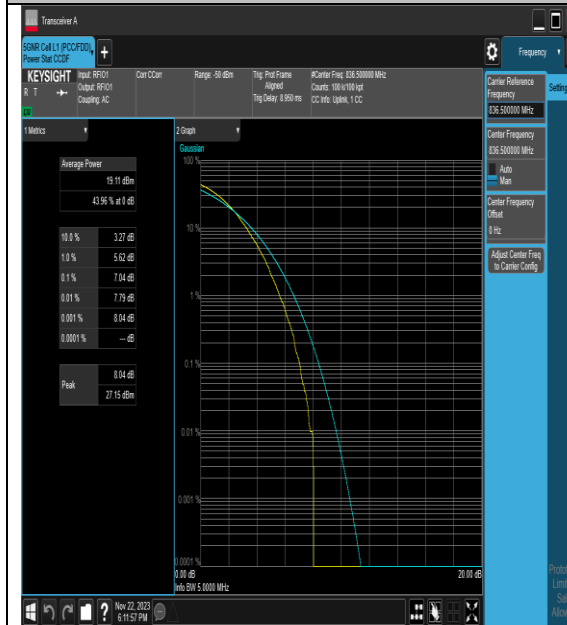 Transceiver A
5GNR Cell L1 (PCC/FDD),
Power Stat CCDF
Frequency
KEYSIGHT
R T
Input: RFIO1
Output: RFIO1
Coupling: AC
Corr CCorr
Range: -50 dBm
Trig: Prot Frame
Aligned
Trig Delay: 8.950 ms
#Center Freq: 836.500000 MHz
Counts: 100 k/100 kpt
CC Info: Uplink, 1 CC
Carrier Reference
Frequency
836.500000 MHz
Setting
1 Metrics
2 Graph
Gaussian
Center Frequency
836.500000 MHz
Auto
Man
Center Frequency
Offset
0 Hz
Adjust Center Freq
to Carrier Config
Average Power
19.11 dBm
43.96 % at 0 dB
10.0 % 3.27 dB
1.0 % 5.62 dB
0.1 % 7.04 dB
0.01 % 7.79 dB
0.001 % 8.04 dB
0.0001 % --- dB
Peak
8.04 dB
27.15 dBm
100 %
10 %
1 %
0.1 %
0.01 %
0.001 %
0.0001 %
0.00 dB
20.00 dB
Info BW 5.0000 MHz
Nov 22, 2023
6:11:57 PM